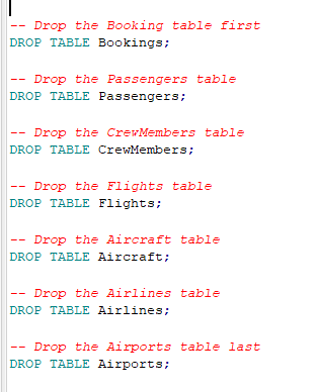 -- Drop the Booking table first
DROP TABLE Bookings;
-- Drop the Passengers table
DROP TABLE Passengers;
-- Drop the CrewMembers table
DROP TABLE CrewMembers;
-- Drop the Flights table
DROP TABLE Flights;
-- Drop the Aircraft table
DROP TABLE Aircraft;
-- Drop the Airlines table
DROP TABLE Airlines;
-- Drop the Airports table last
DROP TABLE Airports;